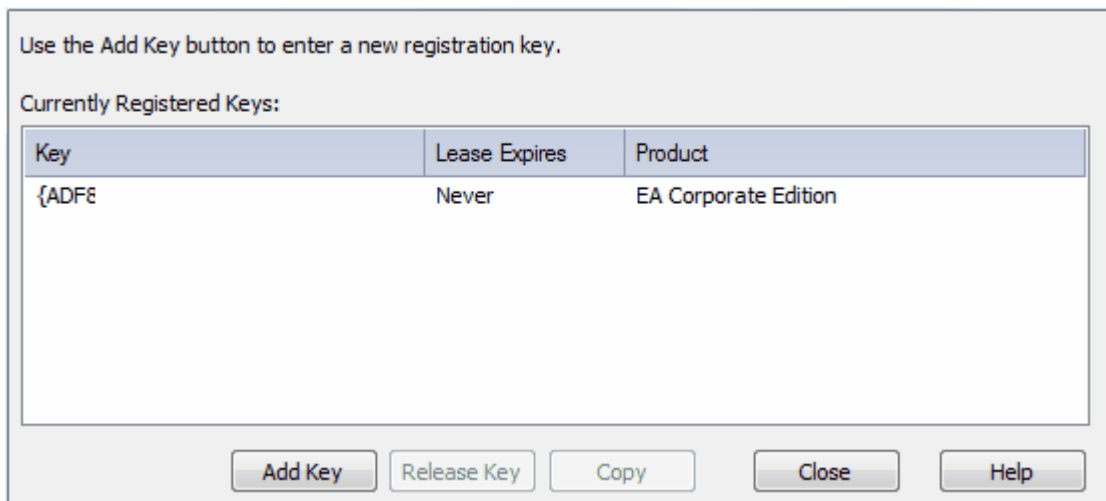 Use the Add Key button to enter a new registration key.
Currently Registered Keys:
Key Lease Expires Product
{ADF8 Never EA Corporate Edition
Add Key Release Key Copy Close Help